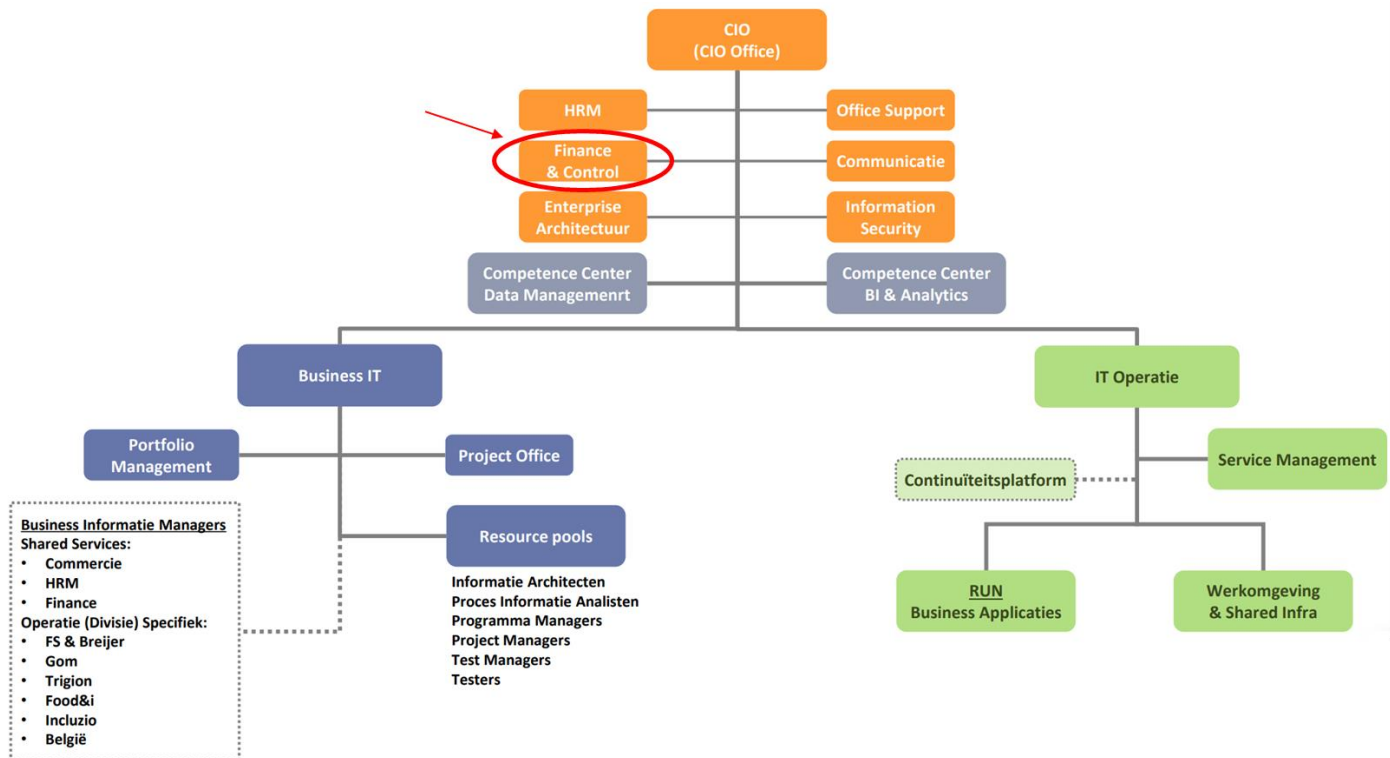 CIO
(CIO Office)
HRM
Office Support
Finance
& Control
Communicatie
Enterprise
Architectuur
Information
Security
Competence Center
Data Managemenrt
Competence Center
BI & Analytics
Business IT
IT Operatie
Portfolio
Management
Project Office
Continuïteitsplatform
Service Management
Business Informatie Managers
Shared Services:
• Commercie
• HRM
• Finance
Operatie (Divisie) Specifiek:
• FS & Breijer
• Gom
• Trigion
• Food&i
• Incluzio
• België
Resource pools
Informatie Architecten
Proces Informatie Analisten
Programma Managers
Project Managers
Test Managers
Testers
RUN
Business Applicaties
Werkomgeving
& Shared Infra